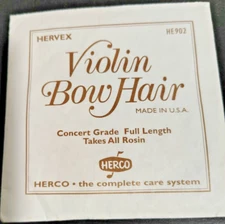 HERVEX HE903
Violin
Bow Hair
MADE IN U.S.A.
Concert Grade Full Length
Takes All Rosin
HERCO
HERCO • the complete care system